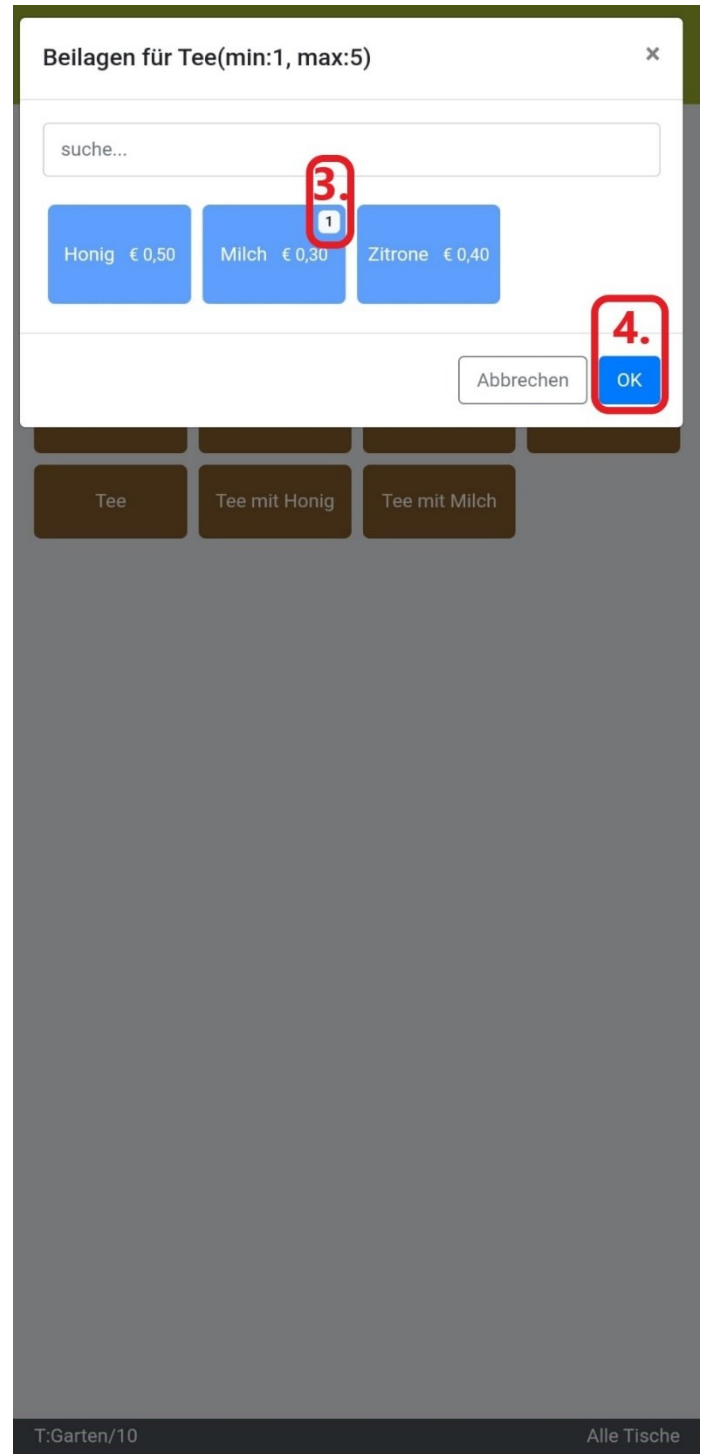 Beilagen für Tee(min:1, max:5) ×
suche...
3.
1
Honig € 0,50 Milch € 0,30 Zitrone € 0,40
4.
Abbrechen OK
Tee Tee mit Honig Tee mit Milch
T:Garten/10 Alle Tische